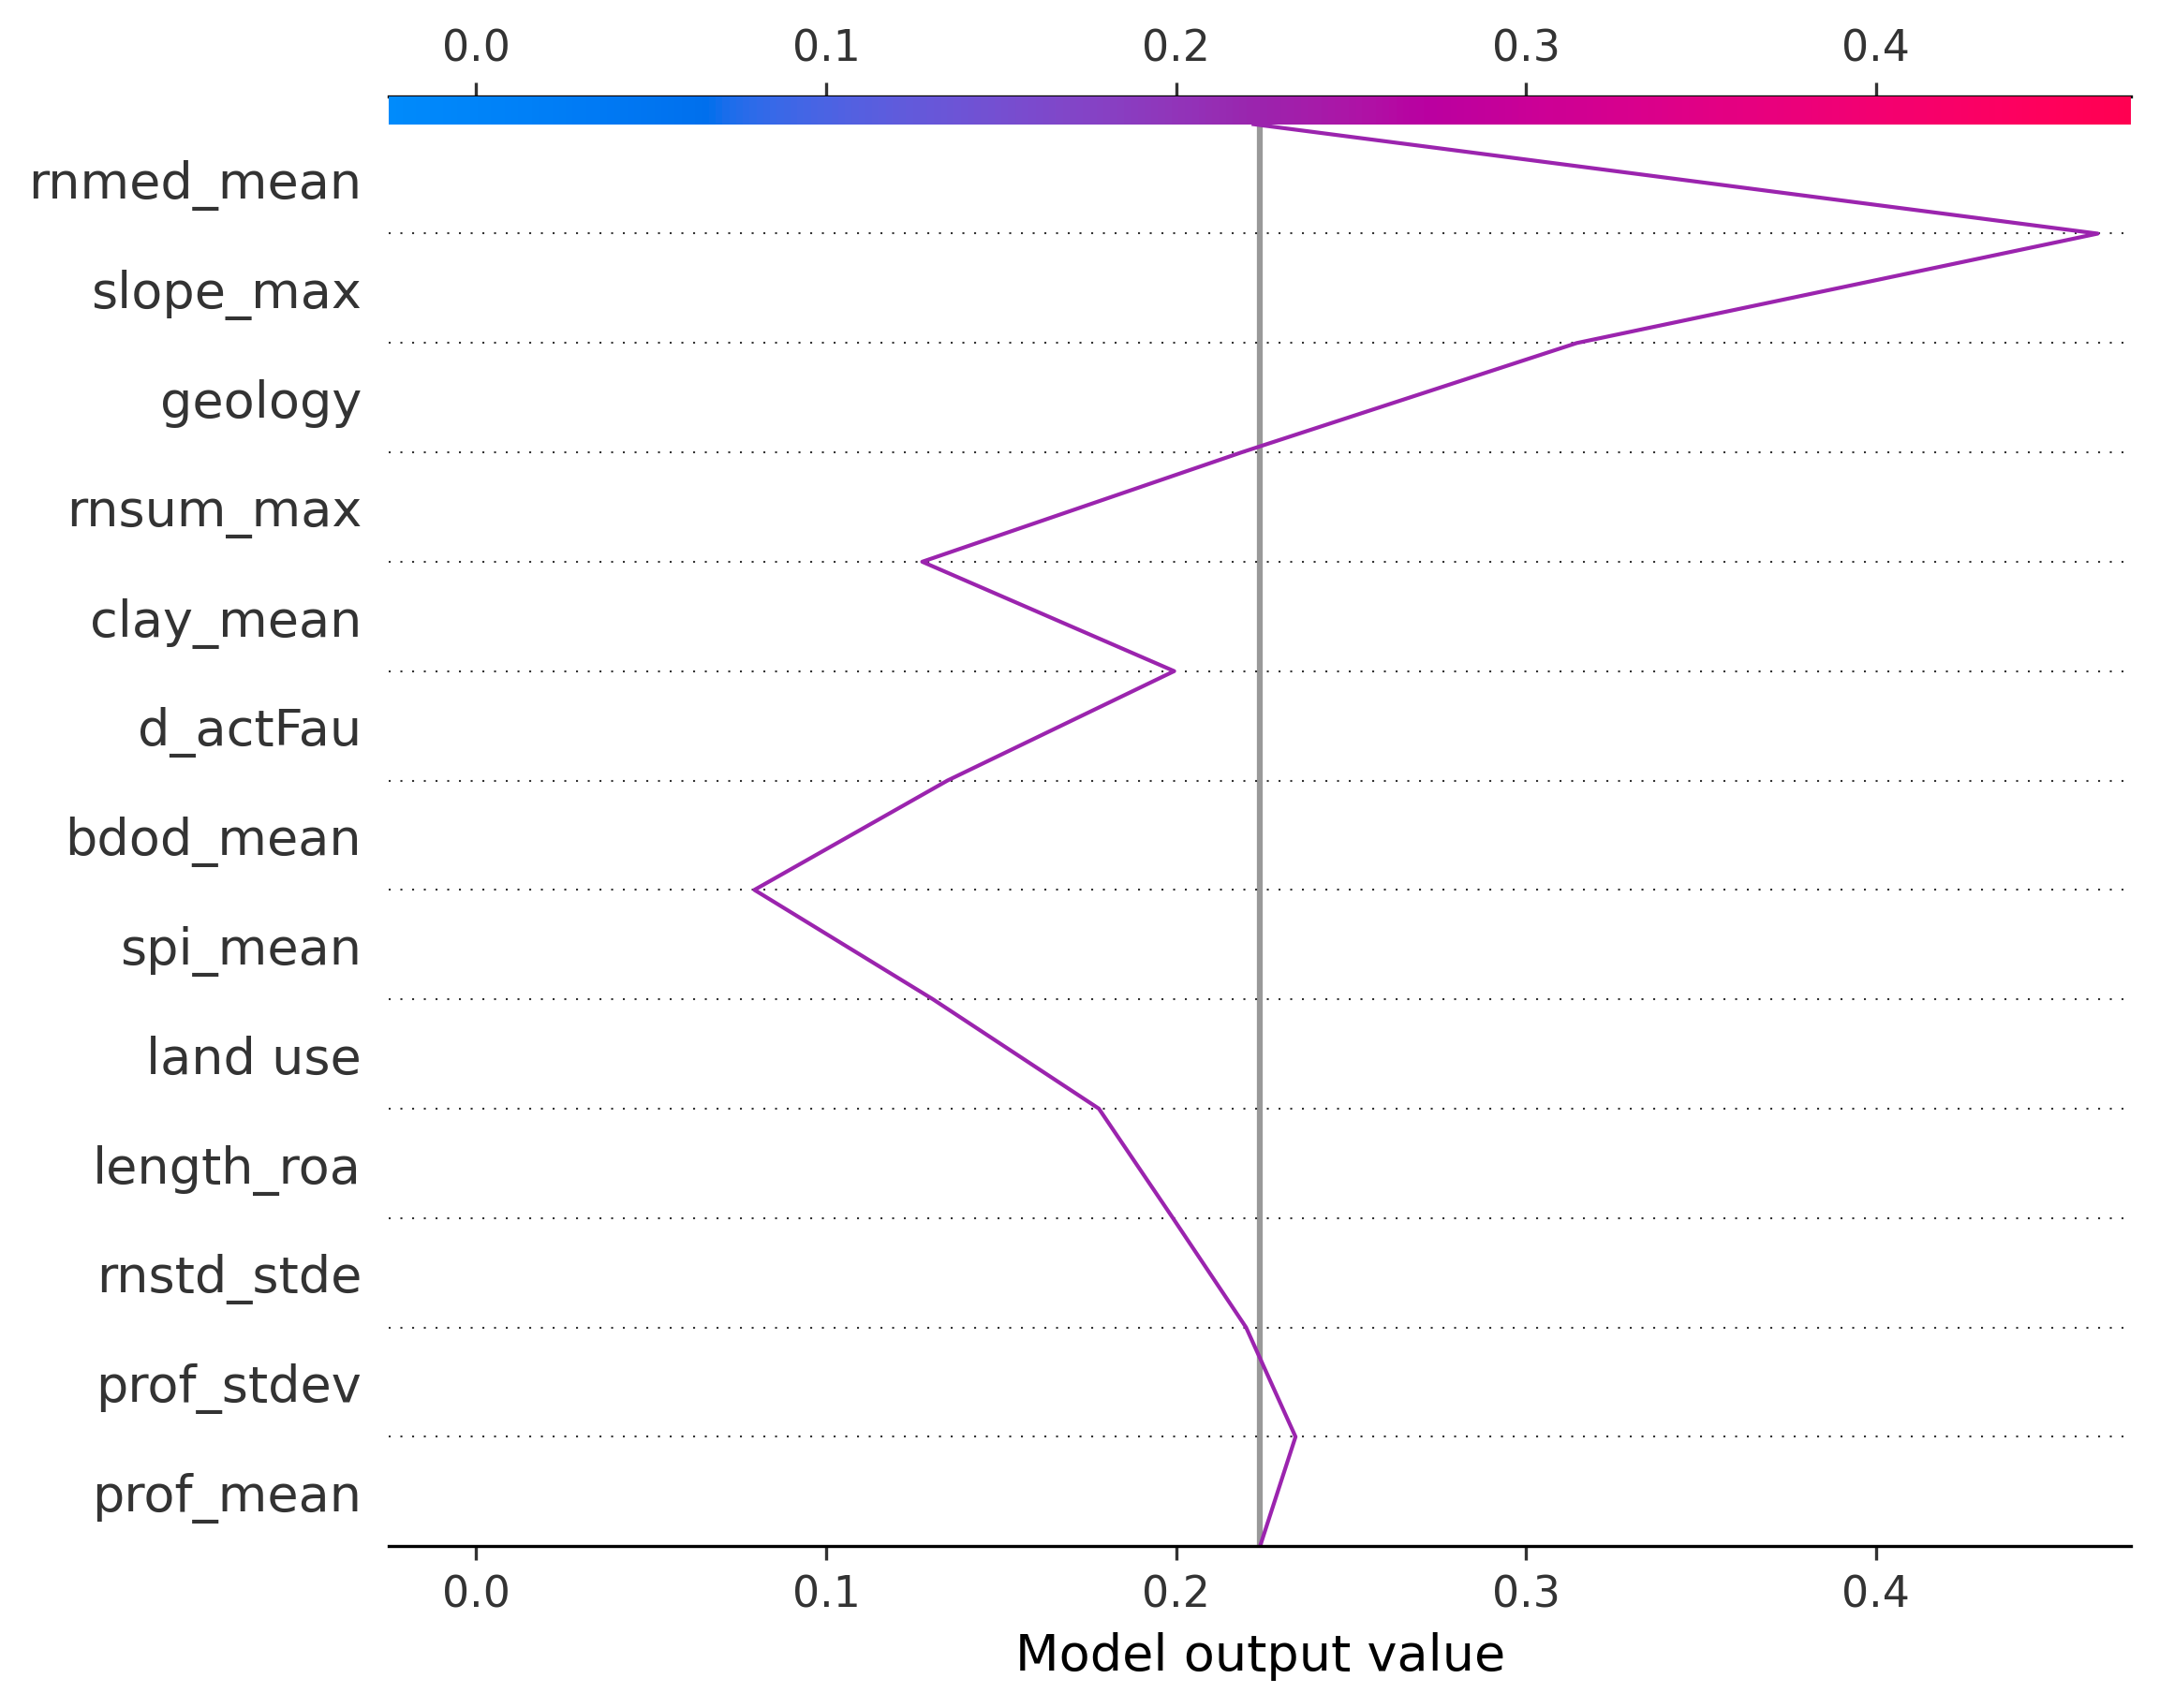 0.0 0.1 0.2 0.3 0.4
rnmed_mean
slope_max
geology
rnsum_max
clay_mean
d_actFau
bdod_mean
spi_mean
land use
length_roa
rnstd_stde
prof_stdev
prof_mean
0.0 0.1 0.2 0.3 0.4
Model output value